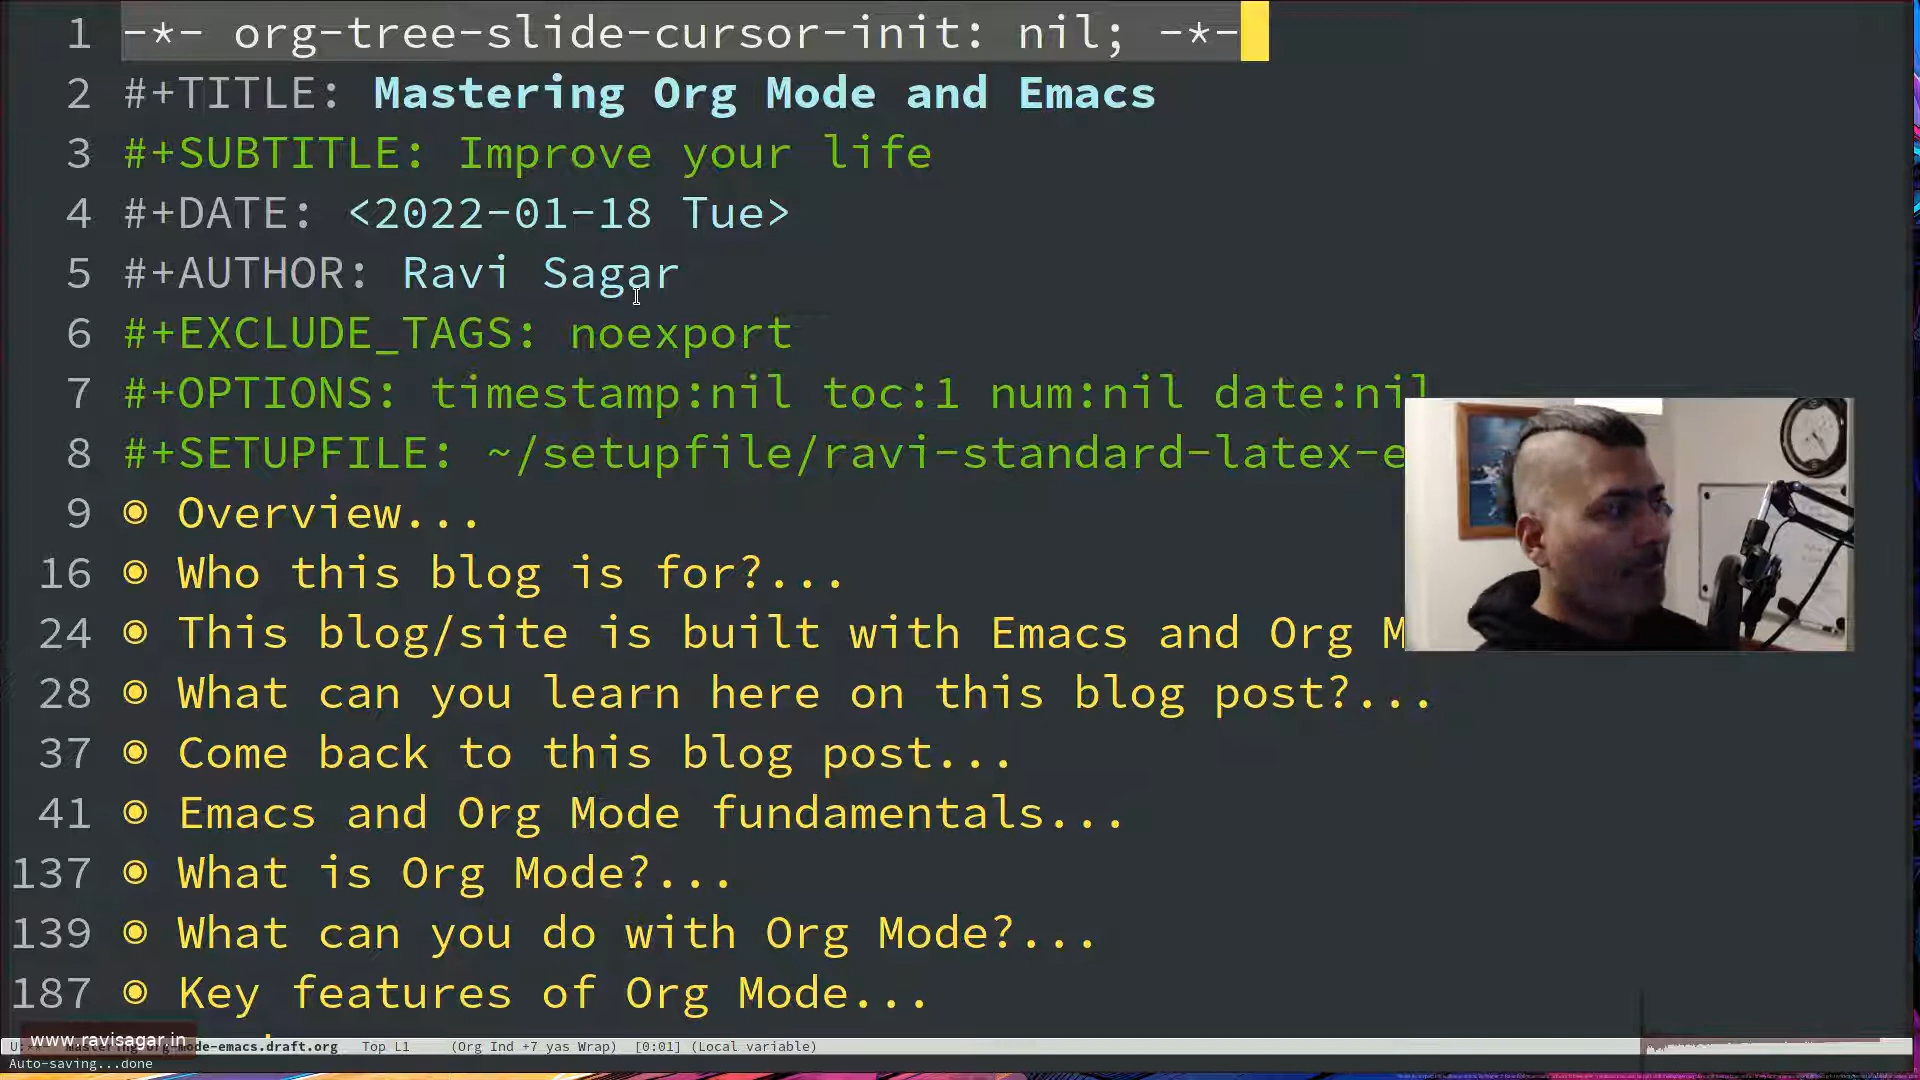 1 -*- org-tree-slide-cursor-init: nil; -*-
2 #+TITLE: Mastering Org Mode and Emacs
3 #+SUBTITLE: Improve your life
4 #+DATE: <2022-01-18 Tue>
5 #+AUTHOR: Ravi Sagar
6 #+EXCLUDE_TAGS: noexport
7 #+OPTIONS: timestamp:nil toc:1 num:nil date:nil
8 #+SETUPFILE: ~/setupfile/ravi-standard-latex-e
9 Overview...
16 Who this blog is for?...
24 This blog/site is built with Emacs and Org M
28 What can you learn here on this blog post?...
37 Come back to this blog post...
41 Emacs and Org Mode fundamentals...
137 What is Org Mode?...
139 What can you do with Org Mode?...
187 Key features of Org Mode...
www.ravisagar.in
mastering-org-mode-emacs.draft.org Top L1 (Org Ind +7 yas Wrap) [0:01] (Local variable)
Auto-saving...done